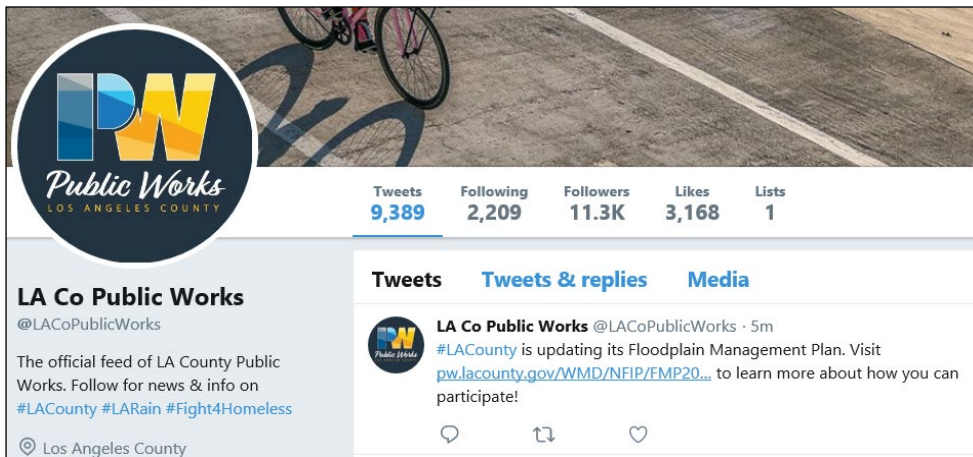 PW
Public Works
LOS ANGELES COUNTY
Tweets Following Followers Likes Lists
9,389 2,209 11.3K 3,168 1
LA Co Public Works
@LACoPublicWorks
The official feed of LA County Public
Works. Follow for news & info on
#LACounty #LARain #Fight4Homeless
Los Angeles County
Tweets Tweets & replies Media
PW
Public Works
LA Co Public Works @LACoPublicWorks · 5m
#LACounty is updating its Floodplain Management Plan. Visit
pw.lacounty.gov/WMD/NFIP/FMP20... to learn more about how you can
participate!